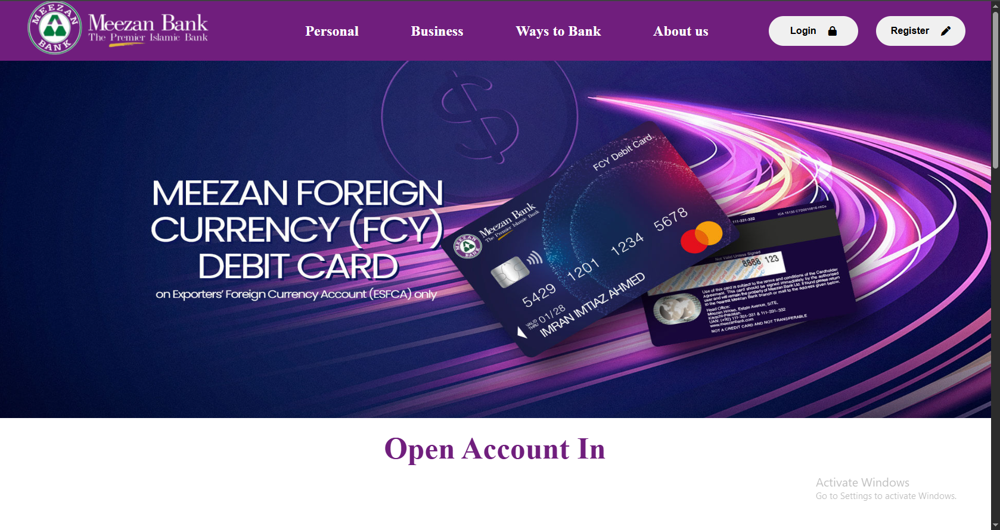 MEEZAN BANK
Meezan Bank
The Premier Islamic Bank
Personal
Business
Ways to Bank
About us
Login
Register
MEEZAN FOREIGN
CURRENCY (FCY)
DEBIT CARD
on Exporters' Foreign Currency Account (ESFCA) only
FCY Debit Card
MEEZAN BANK
Meezan Bank
The Premier Islamic Bank
5429 1201 1234 5678
VALID THRU 01/28
IMRAN IMTIAZ AHMED
111-331-332
Not Valid Unless Signed
8888 123
Use of this card is subject to the terms and conditions of the Cardholder
Agreement. This card should be signed immediately by the authorised
user and will remain the property of Meezan Bank Ltd. If found please return
to the nearest Meezan Bank branch or mail to the address given below.
Head Office:
Meezan House, Estate Avenue, SITE,
Karachi-Pakistan.
UAN: (+92) 111-331-331 & 111-331-332
www.meezanbank.com
NOT A CREDIT CARD AND NOT TRANSFERABLE
Open Account In
Activate Windows
Go to Settings to activate Windows.